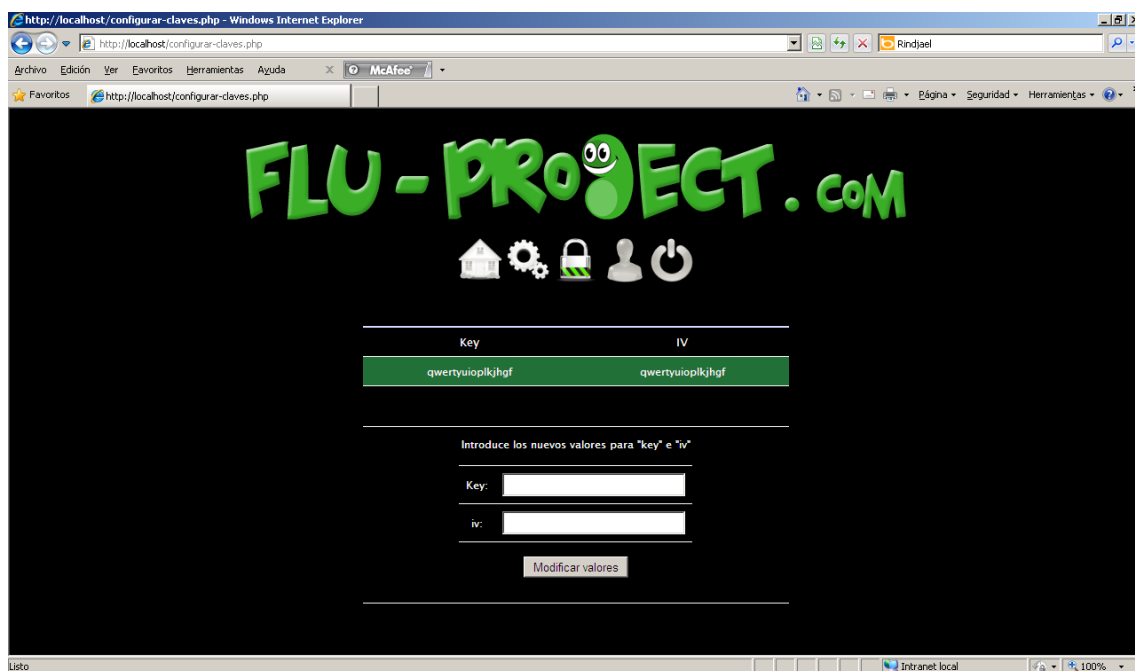 http://localhost/configurar-claves.php - Windows Internet Explorer
http://localhost/configurar-claves.php
Rindjael
Archivo Edición Ver Favoritos Herramientas Ayuda X McAfee
Favoritos http://localhost/configurar-claves.php Página Seguridad Herramientas
FLU-PROJECT.COM
Key IV
qwertyuioplkjhgf qwertyuioplkjhgf
Introduce los nuevos valores para "key" e "iv"
Key:
iv:
Modificar valores
Listo Intranet local 100%